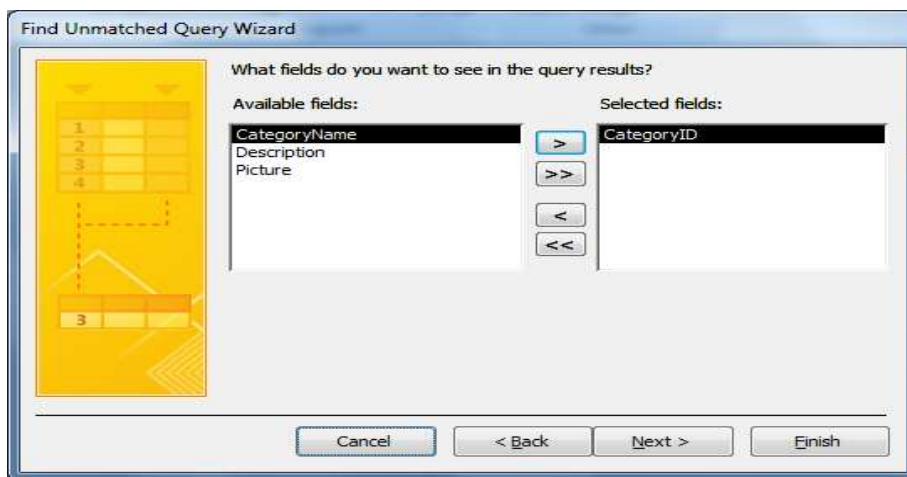 Find Unmatched Query Wizard
What fields do you want to see in the query results?
Available fields:
Selected fields:
CategoryName
Description
Picture
>
>>
<
<<
CategoryID
1
2
3
4
3
Cancel
< Back
Next >
Finish